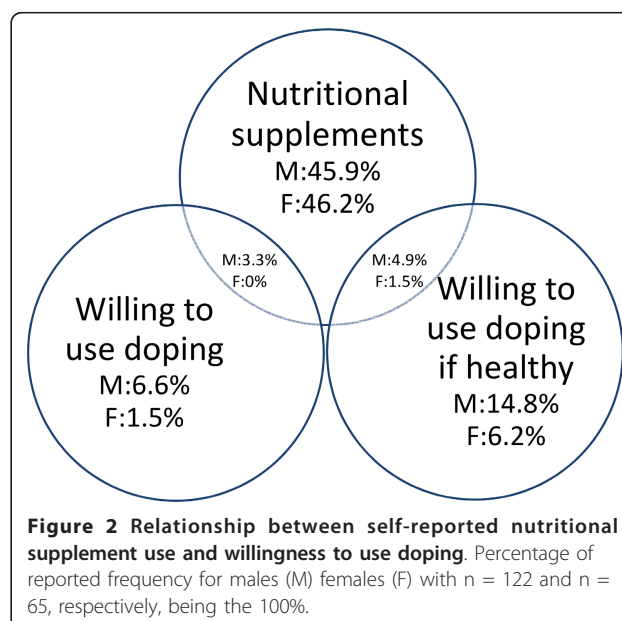 Nutritional
supplements
M:45.9%
F:46.2%
M:3.3%
F:0%
M:4.9%
F:1.5%
Willing to
use doping
M:6.6%
F:1.5%
Willing to
use doping
if healthy
M:14.8%
F:6.2%
Figure 2 Relationship between self-reported nutritional
supplement use and willingness to use doping. Percentage of
reported frequency for males (M) females (F) with n = 122 and n =
65, respectively, being the 100%.